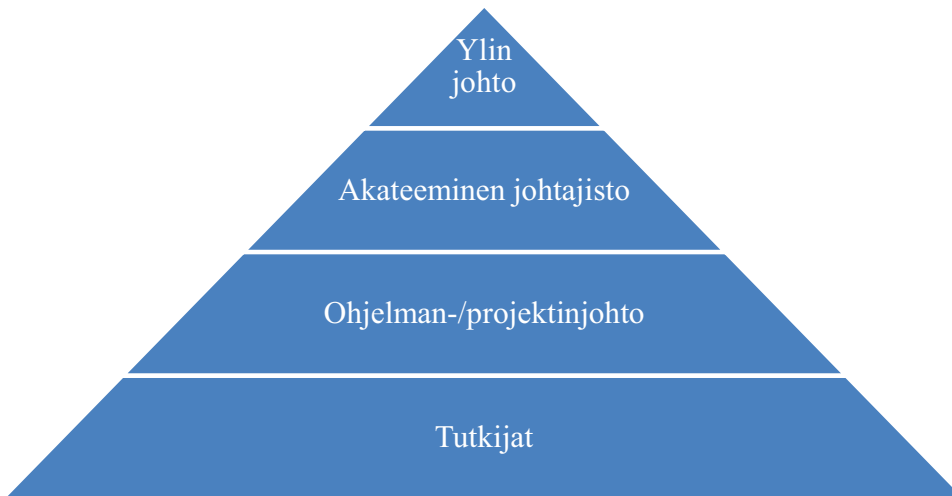 Ylin
johto
Akateeminen johtajisto
Ohjelman-/projektinjohto
Tutkijat